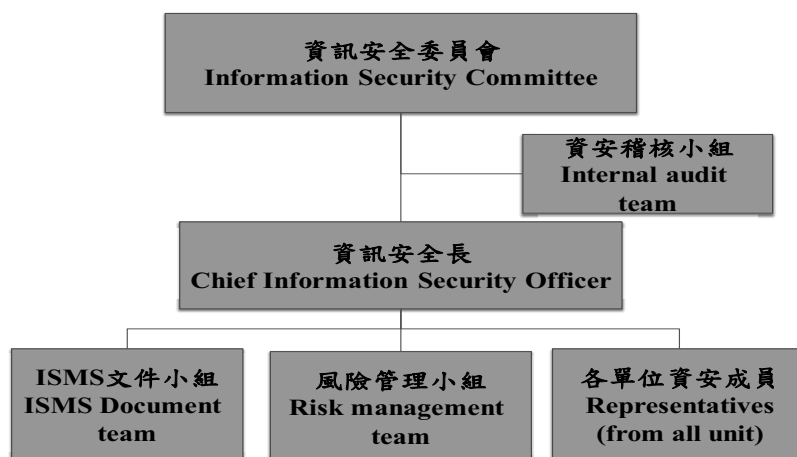 資訊安全委員會
Information Security Committee
資安稽核小組
Internal audit
team
資訊安全長
Chief Information Security Officer
ISMS文件小組
ISMS Document
team
風險管理小組
Risk management
team
各單位資安成員
Representatives
(from all unit)